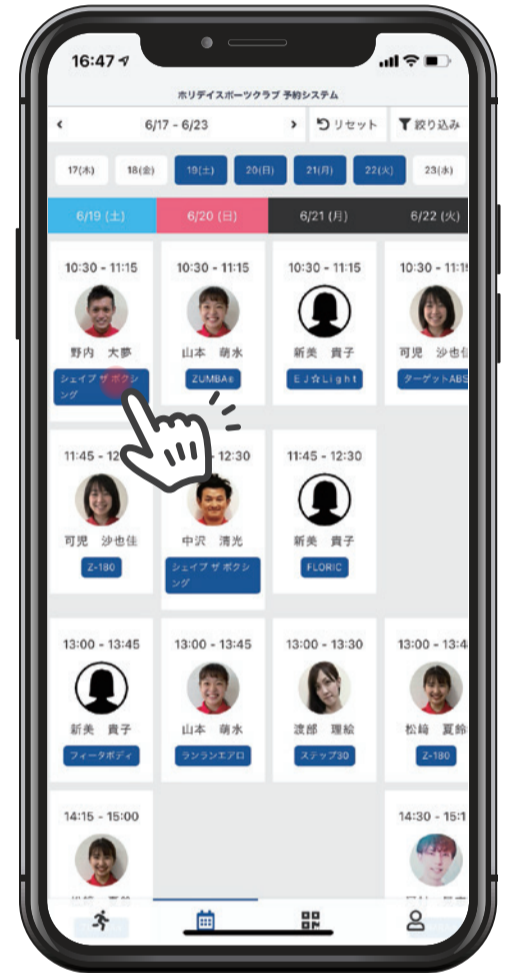 16:47
ホリデイスポーツクラブ 予約システム
6/17 - 6/23
リセット
絞り込み
17(木) 18(金) 19(土) 20(日) 21(月) 22(火) 23(水)
6/19 (土) 6/20 (日) 6/21 (月) 6/22 (火)
10:30 - 11:15 10:30 - 11:15 10:30 - 11:15 10:30 - 11:1
野内 大夢 山本 萌水 新美 貴子 可児 沙也
シェイプ ザ ボクシ ZUMBA® EJ☆Light ターゲットABS
ング
11:45 - 12 12:30 11:45 - 12:30
可児 沙也佳 中沢 清光 新美 貴子
Z-180 シェイプ ザ ボクシ FLORIC
ング
13:00 - 13:45 13:00 - 13:45 13:00 - 13:30 13:00 - 13:4
新美 貴子 山本 萌水 渡部 理絵 松崎 夏鈴
フィータボディ ランランエアロ ステップ30 Z-180
14:15 - 15:00 14:30 - 15:1